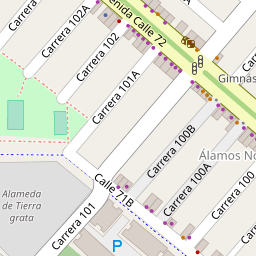 enida Calle 72
Carrera 102A
Carrera 102
Carrera 101A
Gimnas
Carrera 100B
Álamos No
Carrera 100A
Carrera 100
Calle 71B
Carrera 101
Alameda
de Tierra
grata
P